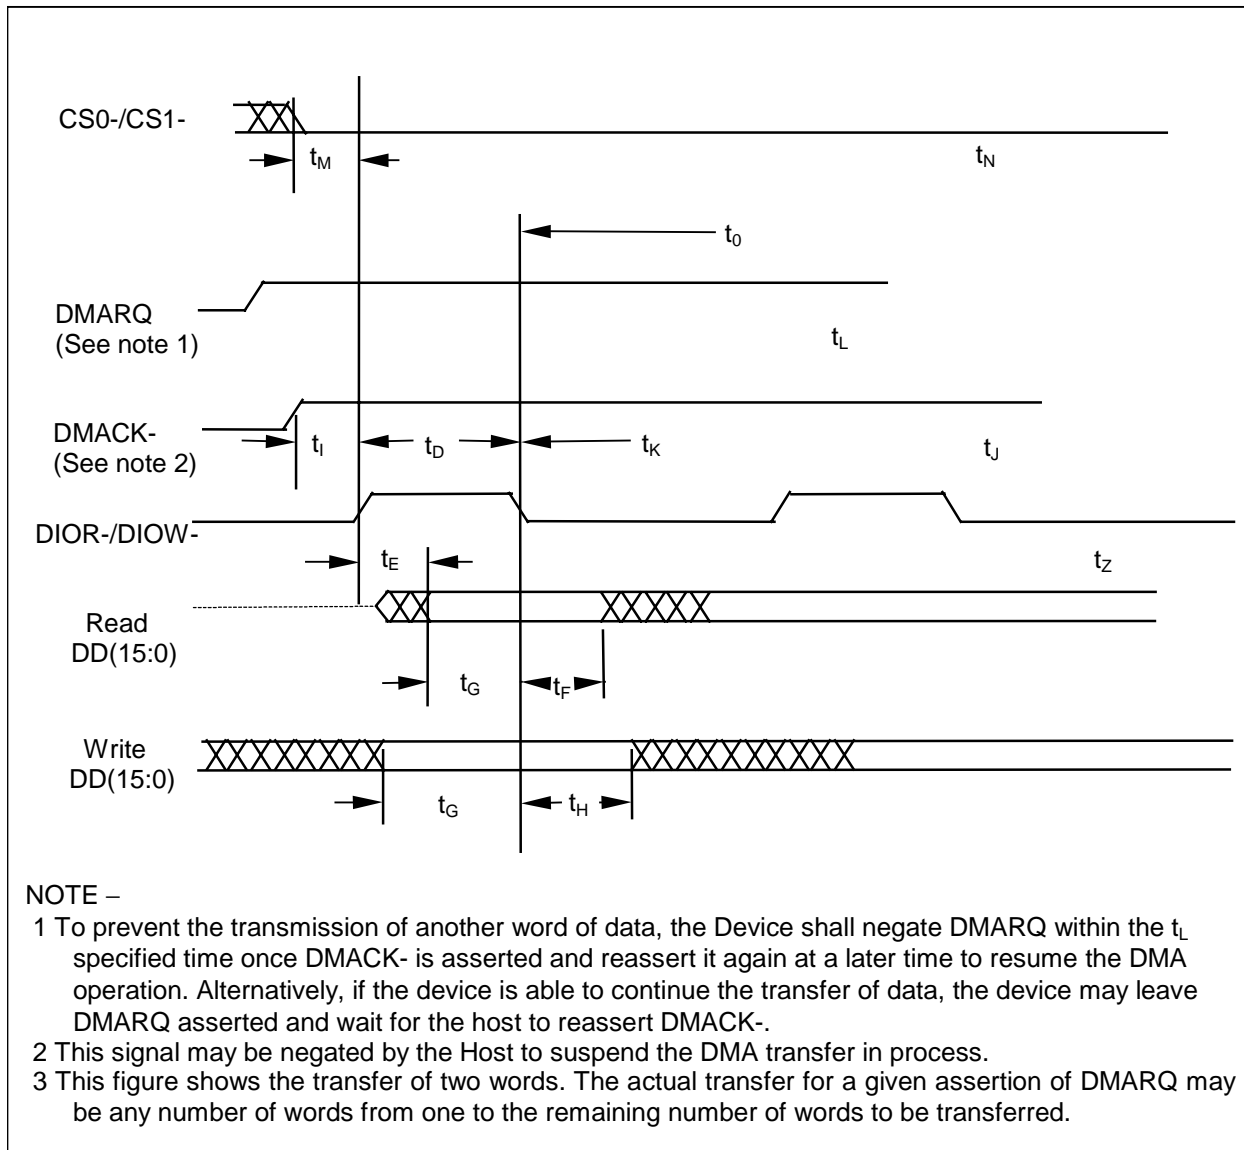 CS0-/CS1-
tM
tN
t0
DMARQ
(See note 1)
tL
DMACK-
(See note 2)
tI
tD
tK
tJ
DIOR-/DIOW-
tE
tZ
Read
DD(15:0)
tG
tF
Write
DD(15:0)
tG
tH
NOTE –
1 To prevent the transmission of another word of data, the Device shall negate DMARQ within the tL
specified time once DMACK- is asserted and reassert it again at a later time to resume the DMA
operation. Alternatively, if the device is able to continue the transfer of data, the device may leave
DMARQ asserted and wait for the host to reassert DMACK-.
2 This signal may be negated by the Host to suspend the DMA transfer in process.
3 This figure shows the transfer of two words. The actual transfer for a given assertion of DMARQ may
be any number of words from one to the remaining number of words to be transferred.